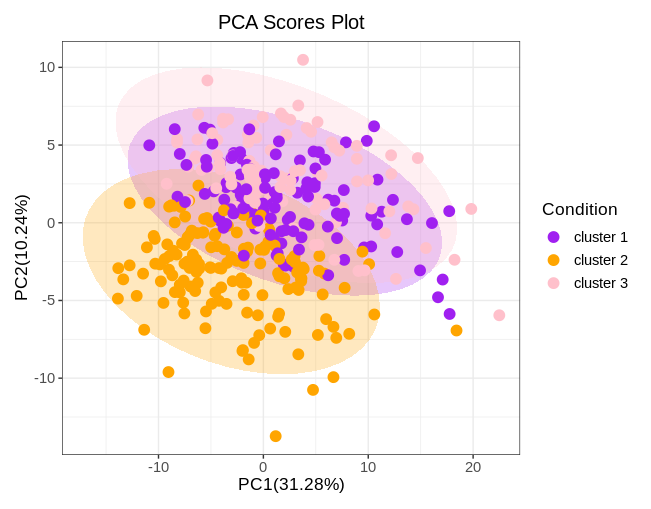 PCA Scores Plot
10
5
0
-5
-10
PC2(10.24%)
-10 0 10 20
PC1(31.28%)
Condition
cluster 1
cluster 2
cluster 3